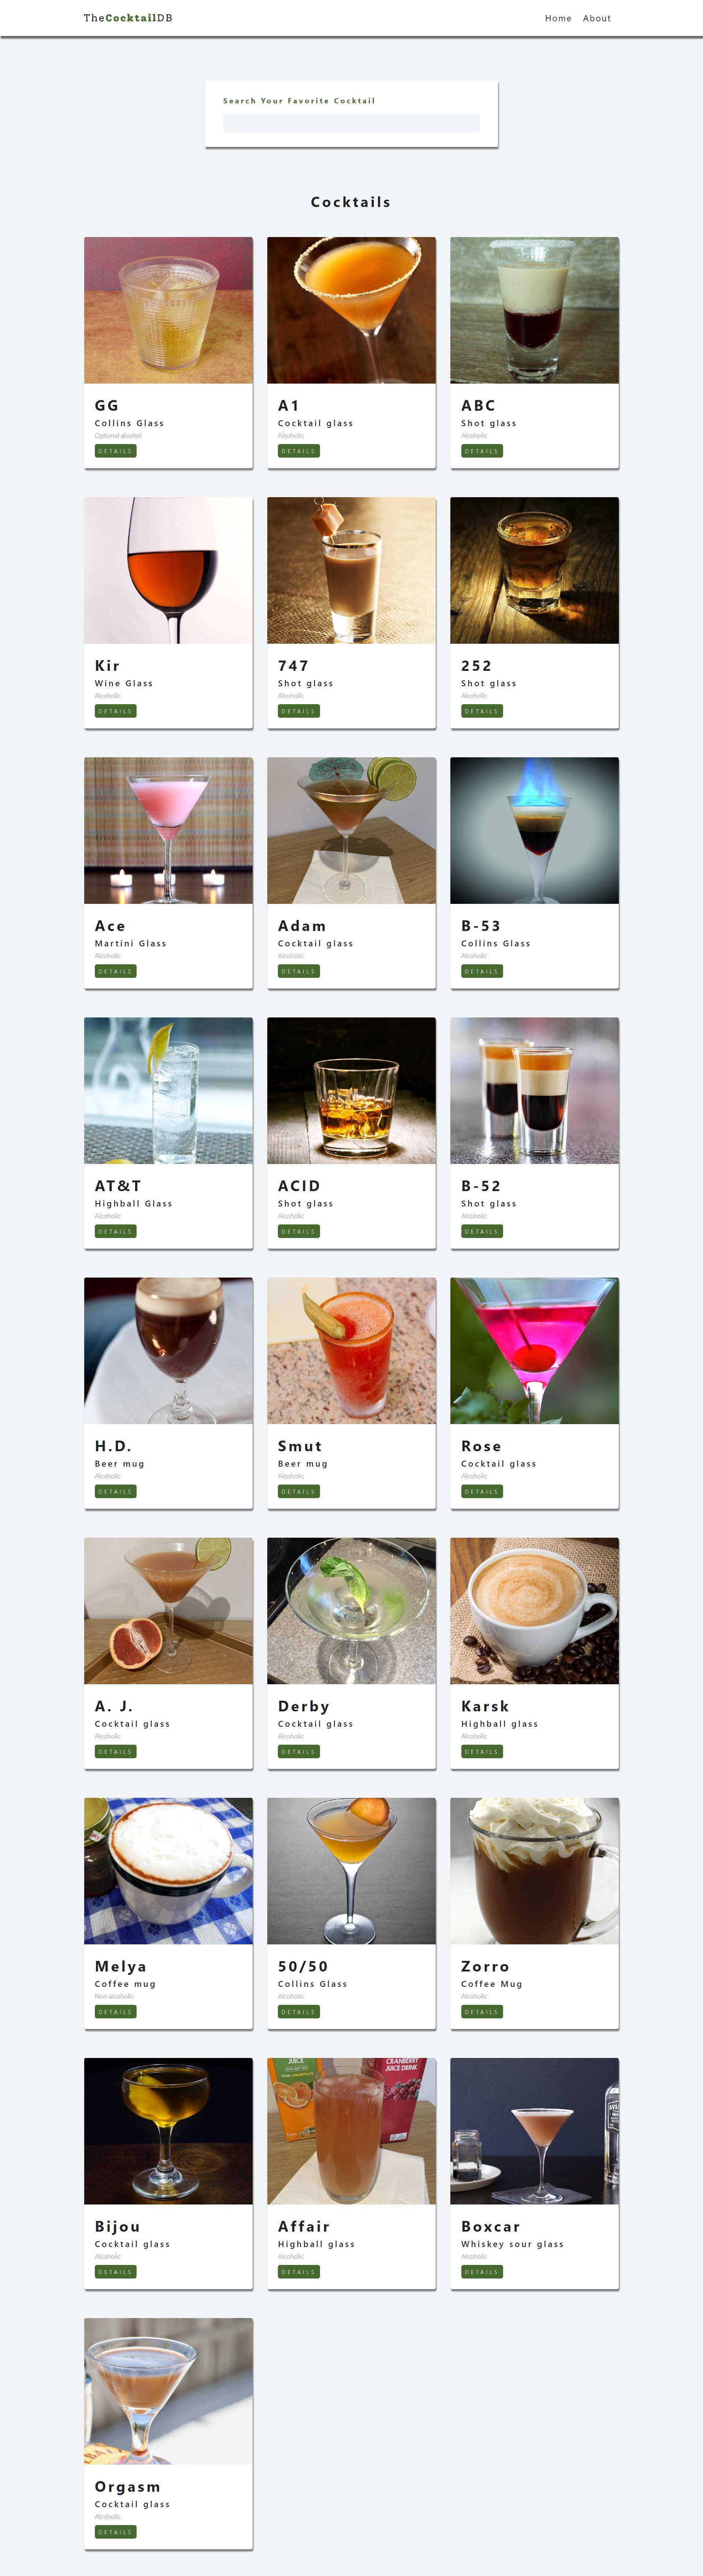 TheCocktailDB
Home About
Search Your Favorite Cocktail
Cocktails
GG
Collins Glass
Optional alcohol
DETAILS
A1
Cocktail glass
Alcoholic
DETAILS
ABC
Shot glass
Alcoholic
DETAILS
Kir
Wine Glass
Alcoholic
DETAILS
747
Shot glass
Alcoholic
DETAILS
252
Shot glass
Alcoholic
DETAILS
Ace
Martini Glass
Alcoholic
DETAILS
Adam
Cocktail glass
Alcoholic
DETAILS
B-53
Collins Glass
Alcoholic
DETAILS
AT&T
Highball Glass
Alcoholic
DETAILS
ACID
Shot glass
Alcoholic
DETAILS
B-52
Shot glass
Alcoholic
DETAILS
H.D.
Beer mug
Alcoholic
DETAILS
Smut
Beer mug
Alcoholic
DETAILS
Rose
Cocktail glass
Alcoholic
DETAILS
A. J.
Cocktail glass
Alcoholic
DETAILS
Derby
Cocktail glass
Alcoholic
DETAILS
Karsk
Highball glass
Alcoholic
DETAILS
Melya
Coffee mug
Non alcoholic
DETAILS
50/50
Collins Glass
Alcoholic
DETAILS
Zorro
Coffee Mug
Alcoholic
DETAILS
Bijou
Cocktail glass
Alcoholic
DETAILS
JUICE
CRANBERRY
JUICE DRINK
Affair
Highball glass
Alcoholic
DETAILS
Boxcar
Whiskey sour glass
Alcoholic
DETAILS
Orgasm
Cocktail glass
Alcoholic
DETAILS